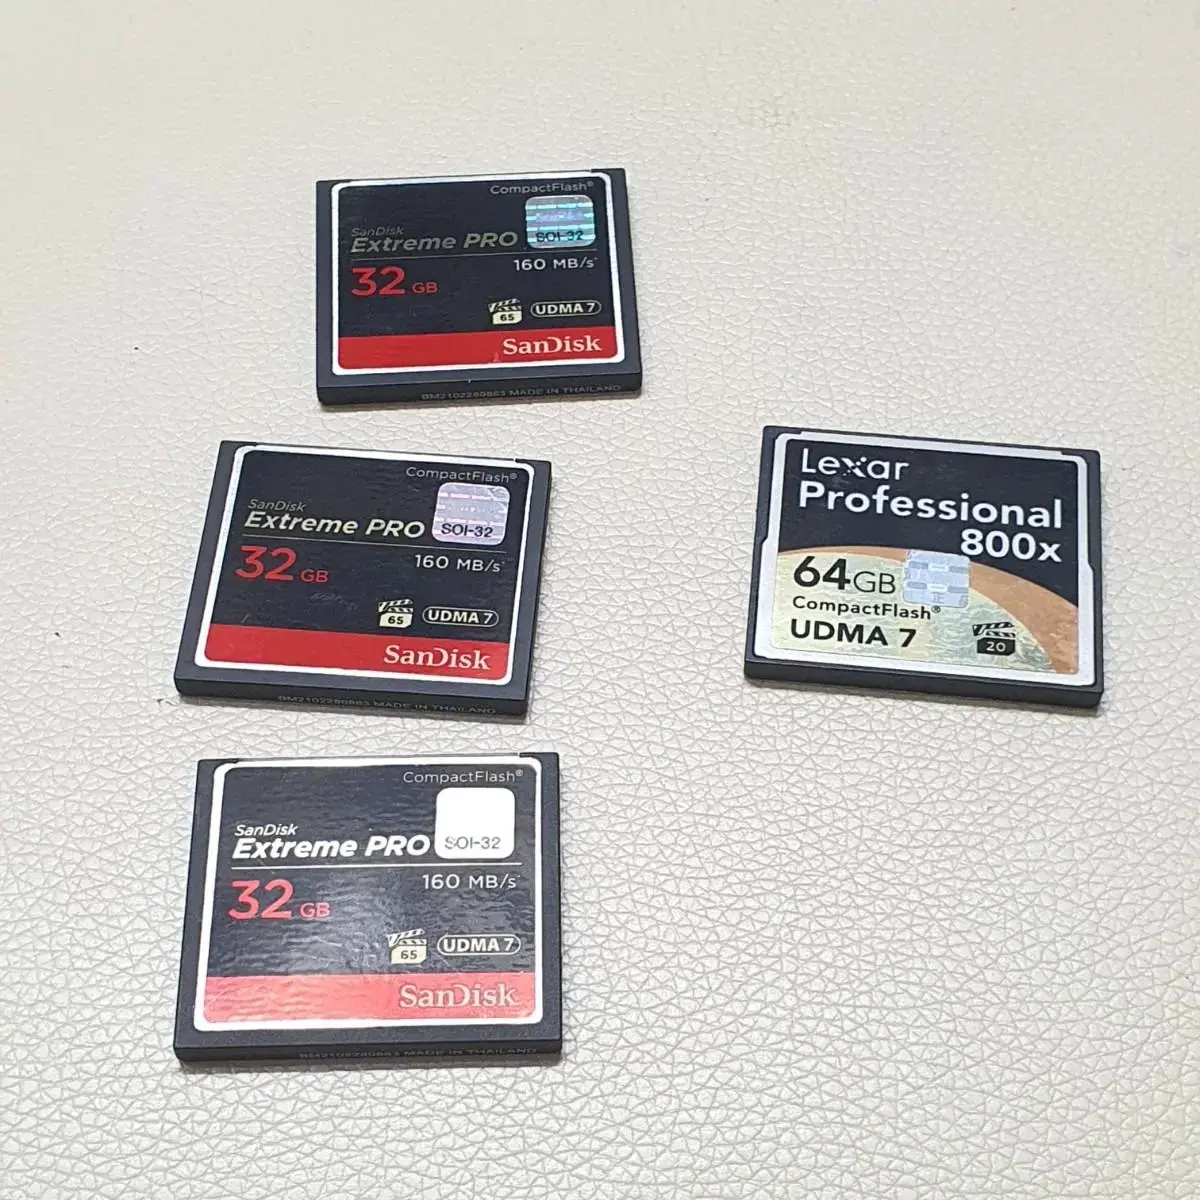 CompactFlash®
SanDisk
Extreme PRO
SOI-32
160 MB/s*
32 GB
65 UDMA 7
SanDisk
BM2102280863 MADE IN THAILAND
CompactFlash®
SanDisk
Extreme PRO
SOI-32
160 MB/s*
32 GB
65 UDMA 7
SanDisk
BM2102280863 MADE IN THAILAND
Lexar
Professional
800x
64GB
CompactFlash®
UDMA 7
20
CompactFlash®
SanDisk
Extreme PRO
SOI-32
160 MB/s*
32 GB
65 UDMA 7
SanDisk
BM2102280863 MADE IN THAILAND